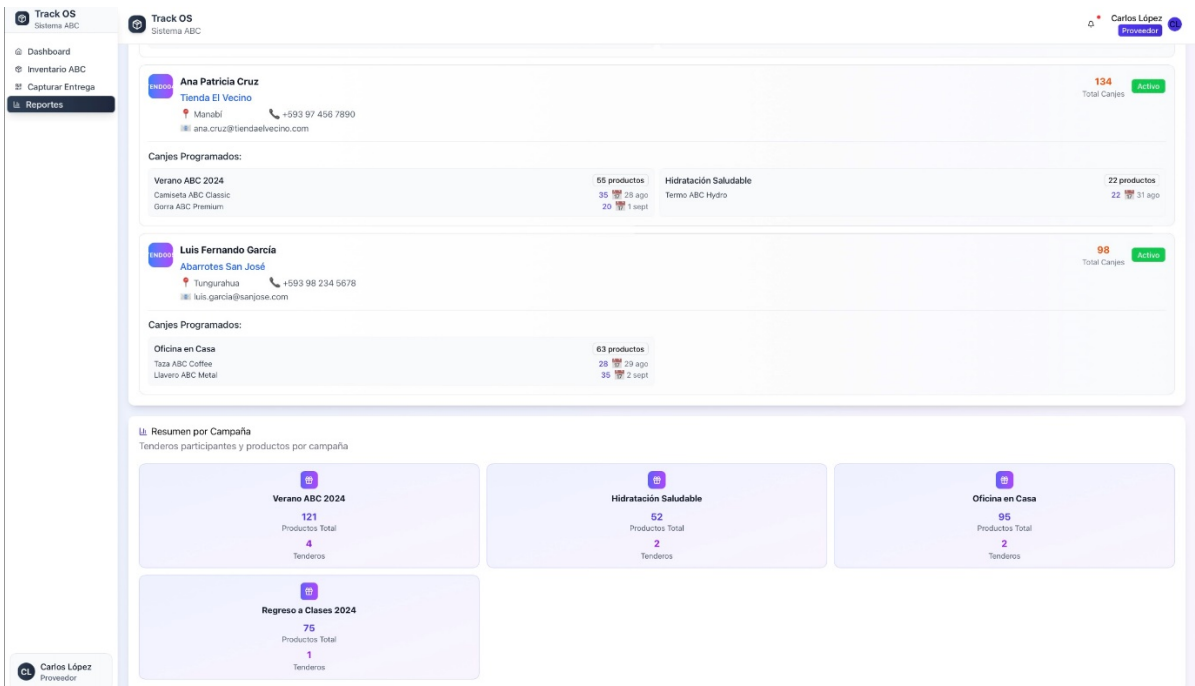 Track OS
Sistema ABC
Dashboard
Inventario ABC
Capturar Entrega
Reportes
Carlos López
Proveedor
CL
Track OS
Sistema ABC
Carlos López
Proveedor
CL
Ana Patricia Cruz
Tienda El Vecino
Manabí +593 97 456 7890
ana.cruz@tiendaelvecino.com
134
Total Canjes
Activo
Canjes Programados:
Verano ABC 2024 55 productos
Camiseta ABC Classic 35 28 ago
Gorra ABC Premium 20 1 sept
Hidratación Saludable 22 productos
Termo ABC Hydro 22 31 ago
Luis Fernando García
Abarrotes San José
Tungurahua +593 98 234 5678
luis.garcia@sanjose.com
98
Total Canjes
Activo
Canjes Programados:
Oficina en Casa 63 productos
Taza ABC Coffee 28 29 ago
Llavero ABC Metal 35 2 sept
Resumen por Campaña
Tenderos participantes y productos por campaña
Verano ABC 2024
121
Productos Total
4
Tenderos
Hidratación Saludable
52
Productos Total
2
Tenderos
Oficina en Casa
95
Productos Total
2
Tenderos
Regreso a Clases 2024
75
Productos Total
1
Tenderos